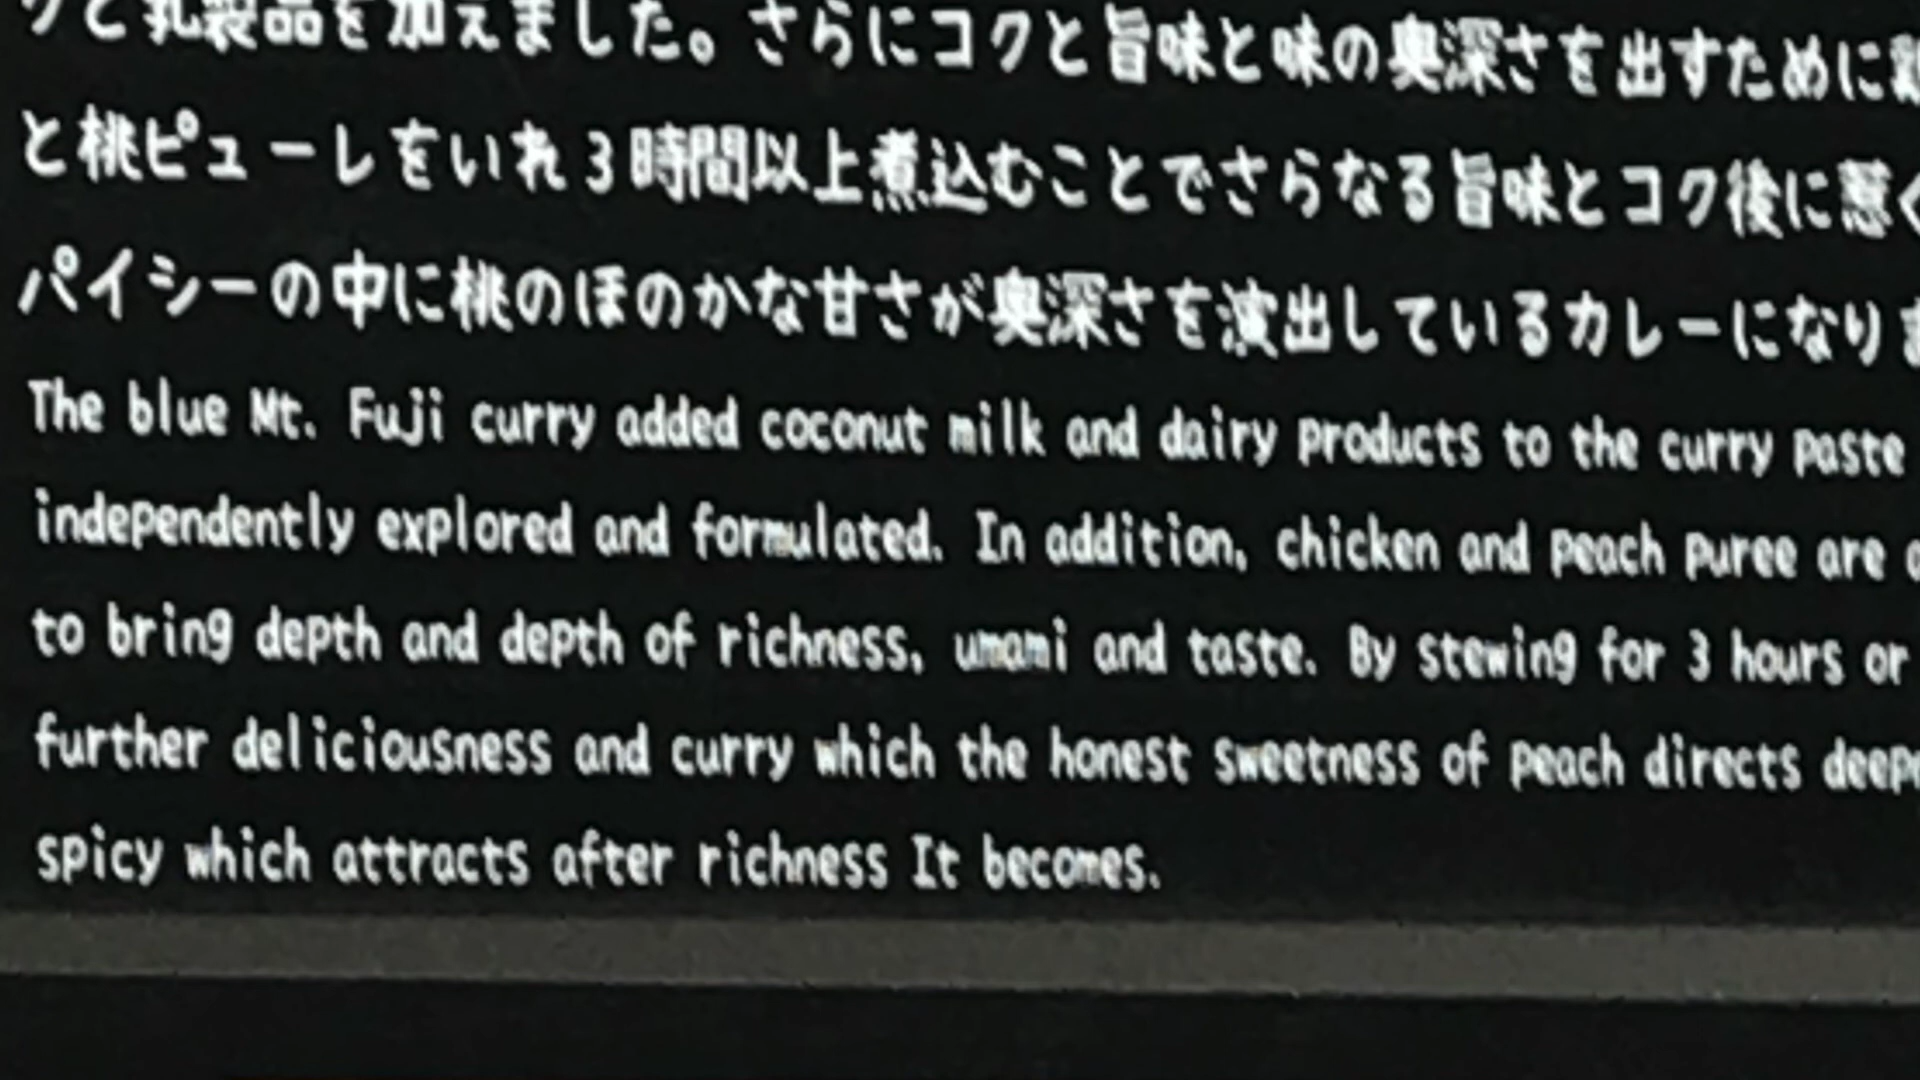 クと乳製品を加えました。さらにコクと旨味と味の奥深さを出すために
と桃ピューレをいれ3時間以上煮込むことでさらなる旨味とコク後に惹く
パイシーの中に桃のほのかな甘さが奥深さを演出しているカレーになりま
The blue Mt. Fuji curry added coconut milk and dairy products to the curry paste
independently explored and formulated. In addition, chicken and peach puree are
to bring depth and depth of richness, umami and taste. By stewing for 3 hours or
further deliciousness and curry which the honest sweetness of peach directs
spicy which attracts after richness It becomes.